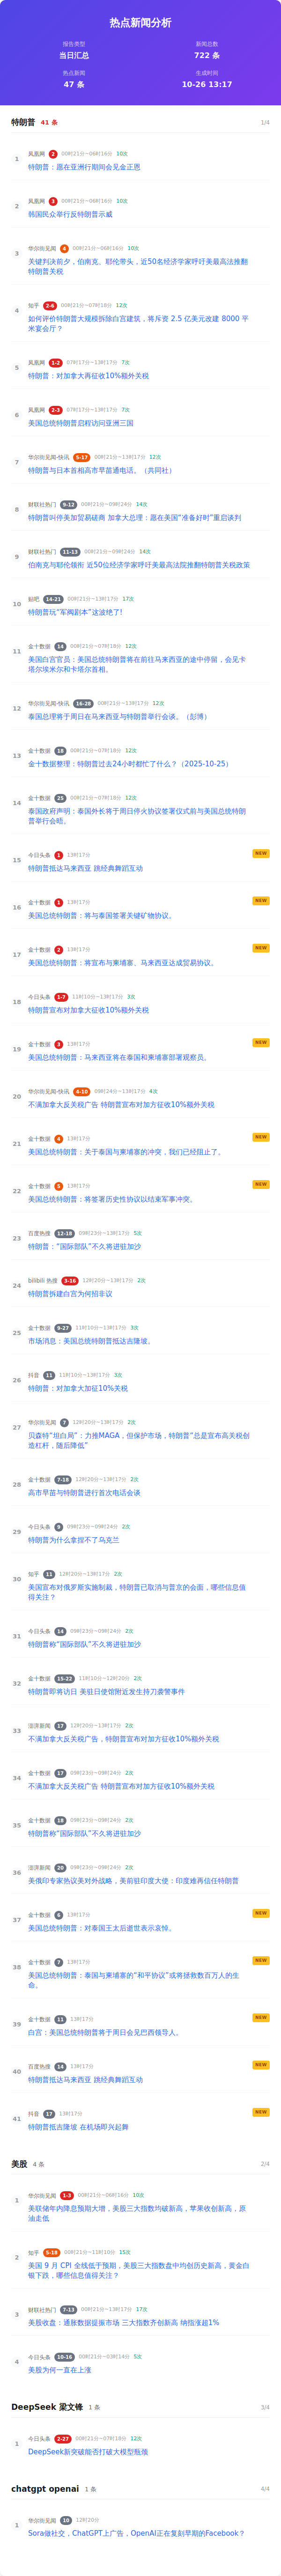 热点新闻分析
报告类型
新闻总数
当日汇总
722 条
热点新闻
生成时间
47 条
10-26 13:17
特朗普 41 条 1/4
1 凤凰网 2 00时21分~06时16分 10次
特朗普：愿在亚洲行期间会见金正恩
2 凤凰网 3 00时21分~06时16分 10次
韩国民众举行反特朗普示威
3 华尔街见闻 4 00时21分~06时16分 10次
关键判决前夕，伯南克、耶伦带头，近50名经济学家呼吁美最高法推翻
特朗普关税
4 知乎 2-6 00时21分~07时18分 12次
如何评价特朗普大规模拆除白宫建筑，将斥资 2.5 亿美元改建 8000 平
米宴会厅？
5 凤凰网 1-2 07时17分~13时17分 7次
特朗普：对加拿大再征收10%额外关税
6 凤凰网 2-3 07时17分~13时17分 7次
美国总统特朗普启程访问亚洲三国
7 华尔街见闻-快讯 5-17 00时21分~13时17分 12次
特朗普与日本首相高市早苗通电话。（共同社）
8 财联社热门 9-12 00时21分~09时24分 14次
特朗普叫停美加贸易磋商 加拿大总理：愿在美国“准备好时”重启谈判
9 财联社热门 11-13 00时21分~09时24分 14次
伯南克与耶伦领衔 近50位经济学家呼吁美最高法院推翻特朗普关税政策
10 贴吧 14-21 00时21分~13时17分 17次
特朗普玩“军阀剧本”这波绝了!
11 金十数据 14 00时21分~07时18分 12次
美国白宫官员：美国总统特朗普将在前往马来西亚的途中停留，会见卡
塔尔埃米尔和卡塔尔首相。
12 华尔街见闻-快讯 16-28 00时21分~13时17分 12次
泰国总理将于周日在马来西亚与特朗普举行会谈。（彭博）
13 金十数据 18 00时21分~07时18分 12次
金十数据整理：特朗普过去24小时都忙了什么？（2025-10-25）
14 金十数据 25 00时21分~07时18分 12次
泰国政府声明：泰国外长将于周日停火协议签署仪式前与美国总统特朗
普举行会晤。
15 今日头条 1 13时17分 NEW
特朗普抵达马来西亚 跳经典舞蹈互动
16 金十数据 1 13时17分 NEW
美国总统特朗普：将与泰国签署关键矿物协议。
17 金十数据 2 13时17分 NEW
美国总统特朗普：将宣布与柬埔寨、马来西亚达成贸易协议。
18 今日头条 1-7 11时10分~13时17分 3次
特朗普宣布对加拿大征收10%额外关税
19 金十数据 3 13时17分 NEW
美国总统特朗普：马来西亚将在泰国和柬埔寨部署观察员。
20 华尔街见闻-快讯 4-10 09时24分~13时17分 4次
不满加拿大反关税广告 特朗普宣布对加方征收10%额外关税
21 金十数据 4 13时17分 NEW
美国总统特朗普：关于泰国与柬埔寨的冲突，我们已经阻止了。
22 金十数据 5 13时17分 NEW
美国总统特朗普：将签署历史性协议以结束军事冲突。
23 百度热搜 12-18 09时23分~13时17分 5次
特朗普：“国际部队”不久将进驻加沙
24 bilibili 热搜 3-16 12时20分~13时17分 2次
特朗普拆建白宫为何招非议
25 金十数据 9-27 11时10分~13时17分 3次
市场消息：美国总统特朗普抵达吉隆坡。
26 抖音 11 11时10分~13时17分 3次
特朗普：对加拿大加征10%关税
27 华尔街见闻 7 12时20分~13时17分 2次
贝森特“坦白局”：力推MAGA，但保护市场，特朗普“总是宣布高关税创
造杠杆，随后降低”
28 金十数据 7-18 12时20分~13时17分 2次
高市早苗与特朗普进行首次电话会谈
29 今日头条 9 09时23分~09时24分 2次
特朗普为什么拿捏不了乌克兰
30 知乎 11 12时20分~13时17分 2次
美国宣布对俄罗斯实施制裁，特朗普已取消与普京的会面，哪些信息值
得关注？
31 今日头条 14 09时23分~09时24分 2次
特朗普称“国际部队”不久将进驻加沙
32 金十数据 15-22 11时10分~12时20分 2次
特朗普即将访日 美驻日使馆附近发生持刀袭警事件
33 澎湃新闻 17 12时20分~13时17分 2次
不满加拿大反关税广告，特朗普宣布对加方征收10%额外关税
34 金十数据 17 09时23分~09时24分 2次
不满加拿大反关税广告 特朗普宣布对加方征收10%额外关税
35 金十数据 18 09时23分~09时24分 2次
特朗普称“国际部队”不久将进驻加沙
36 澎湃新闻 20 09时23分~09时24分 2次
美俄印专家热议美对外战略，美前驻印度大使：印度难再信任特朗普
37 金十数据 6 13时17分 NEW
美国总统特朗普：对泰国王太后逝世表示哀悼。
38 金十数据 7 13时17分 NEW
美国总统特朗普：泰国与柬埔寨的“和平协议”或将拯救数百万人的生
命。
39 金十数据 11 13时17分 NEW
白宫：美国总统特朗普将于周日会见巴西领导人。
40 百度热搜 14 13时17分 NEW
特朗普抵达马来西亚 跳经典舞蹈互动
41 抖音 17 13时17分 NEW
特朗普抵吉隆坡 在机场即兴起舞
美股 4 条 2/4
1 华尔街见闻 1-3 00时21分~06时16分 10次
美联储年内降息预期大增，美股三大指数均破新高，苹果收创新高，原
油走低
2 知乎 5-18 00时21分~11时10分 15次
美国 9 月 CPI 全线低于预期，美股三大指数盘中均创历史新高，黄金白
银下跌，哪些信息值得关注？
3 财联社热门 7-13 00时21分~13时17分 17次
美股收盘：通胀数据提振市场 三大指数齐创新高 纳指涨超1%
4 今日头条 10-16 00时21分~03时14分 5次
美股为何一直在上涨
DeepSeek 梁文锋 1 条 3/4
1 今日头条 2-27 00时21分~07时18分 12次
DeepSeek新突破能否打破大模型瓶颈
chatgpt openai 1 条 4/4
1 华尔街见闻 10 12时20分
Sora做社交，ChatGPT上广告，OpenAI正在复刻早期的Facebook？